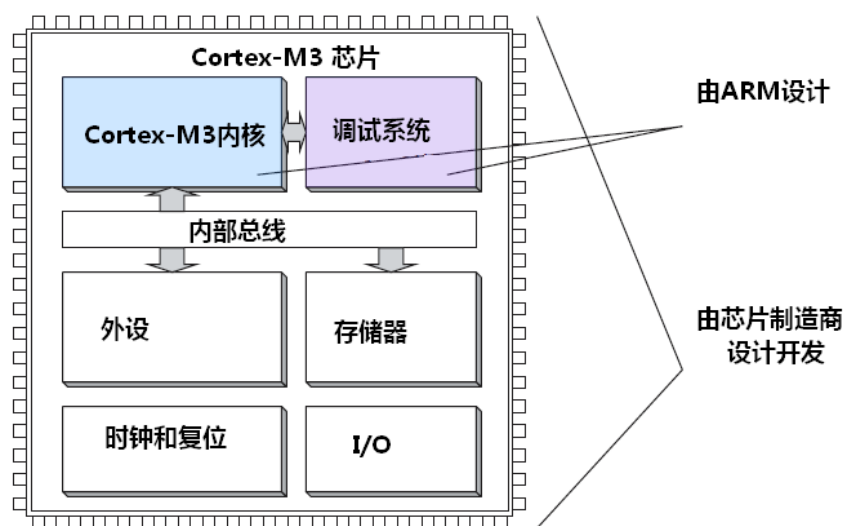 Cortex-M3 芯片
Cortex-M3内核
调试系统
由ARM设计
内部总线
外设
存储器
由芯片制造商
设计开发
时钟和复位
I/O